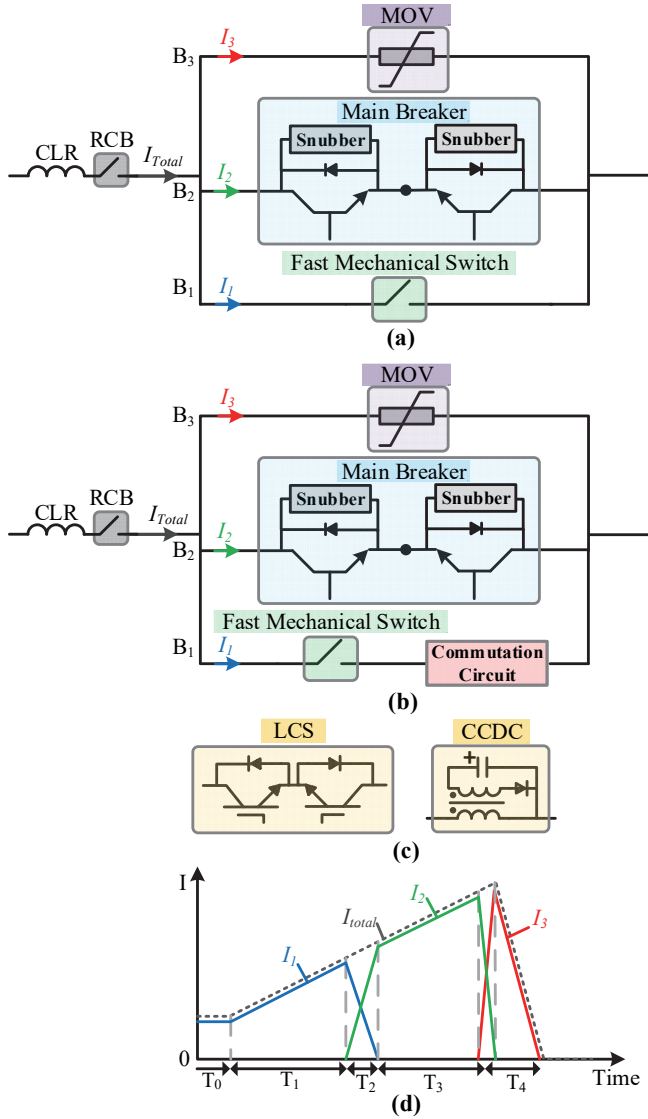 MOV
B3
I3
Main Breaker
Snubber Snubber
CLR RCB ITotal
B2 I2
Fast Mechanical Switch
B1 I1
(a)
MOV
B3
I3
Main Breaker
Snubber Snubber
CLR RCB ITotal
B2 I2
Fast Mechanical Switch
B1 I1
Commutation
Circuit
(b)
LCS CCDC
+
(c)
I
I1 Itotal I2 I3
0
T0 T1 T2 T3 T4 Time
(d)